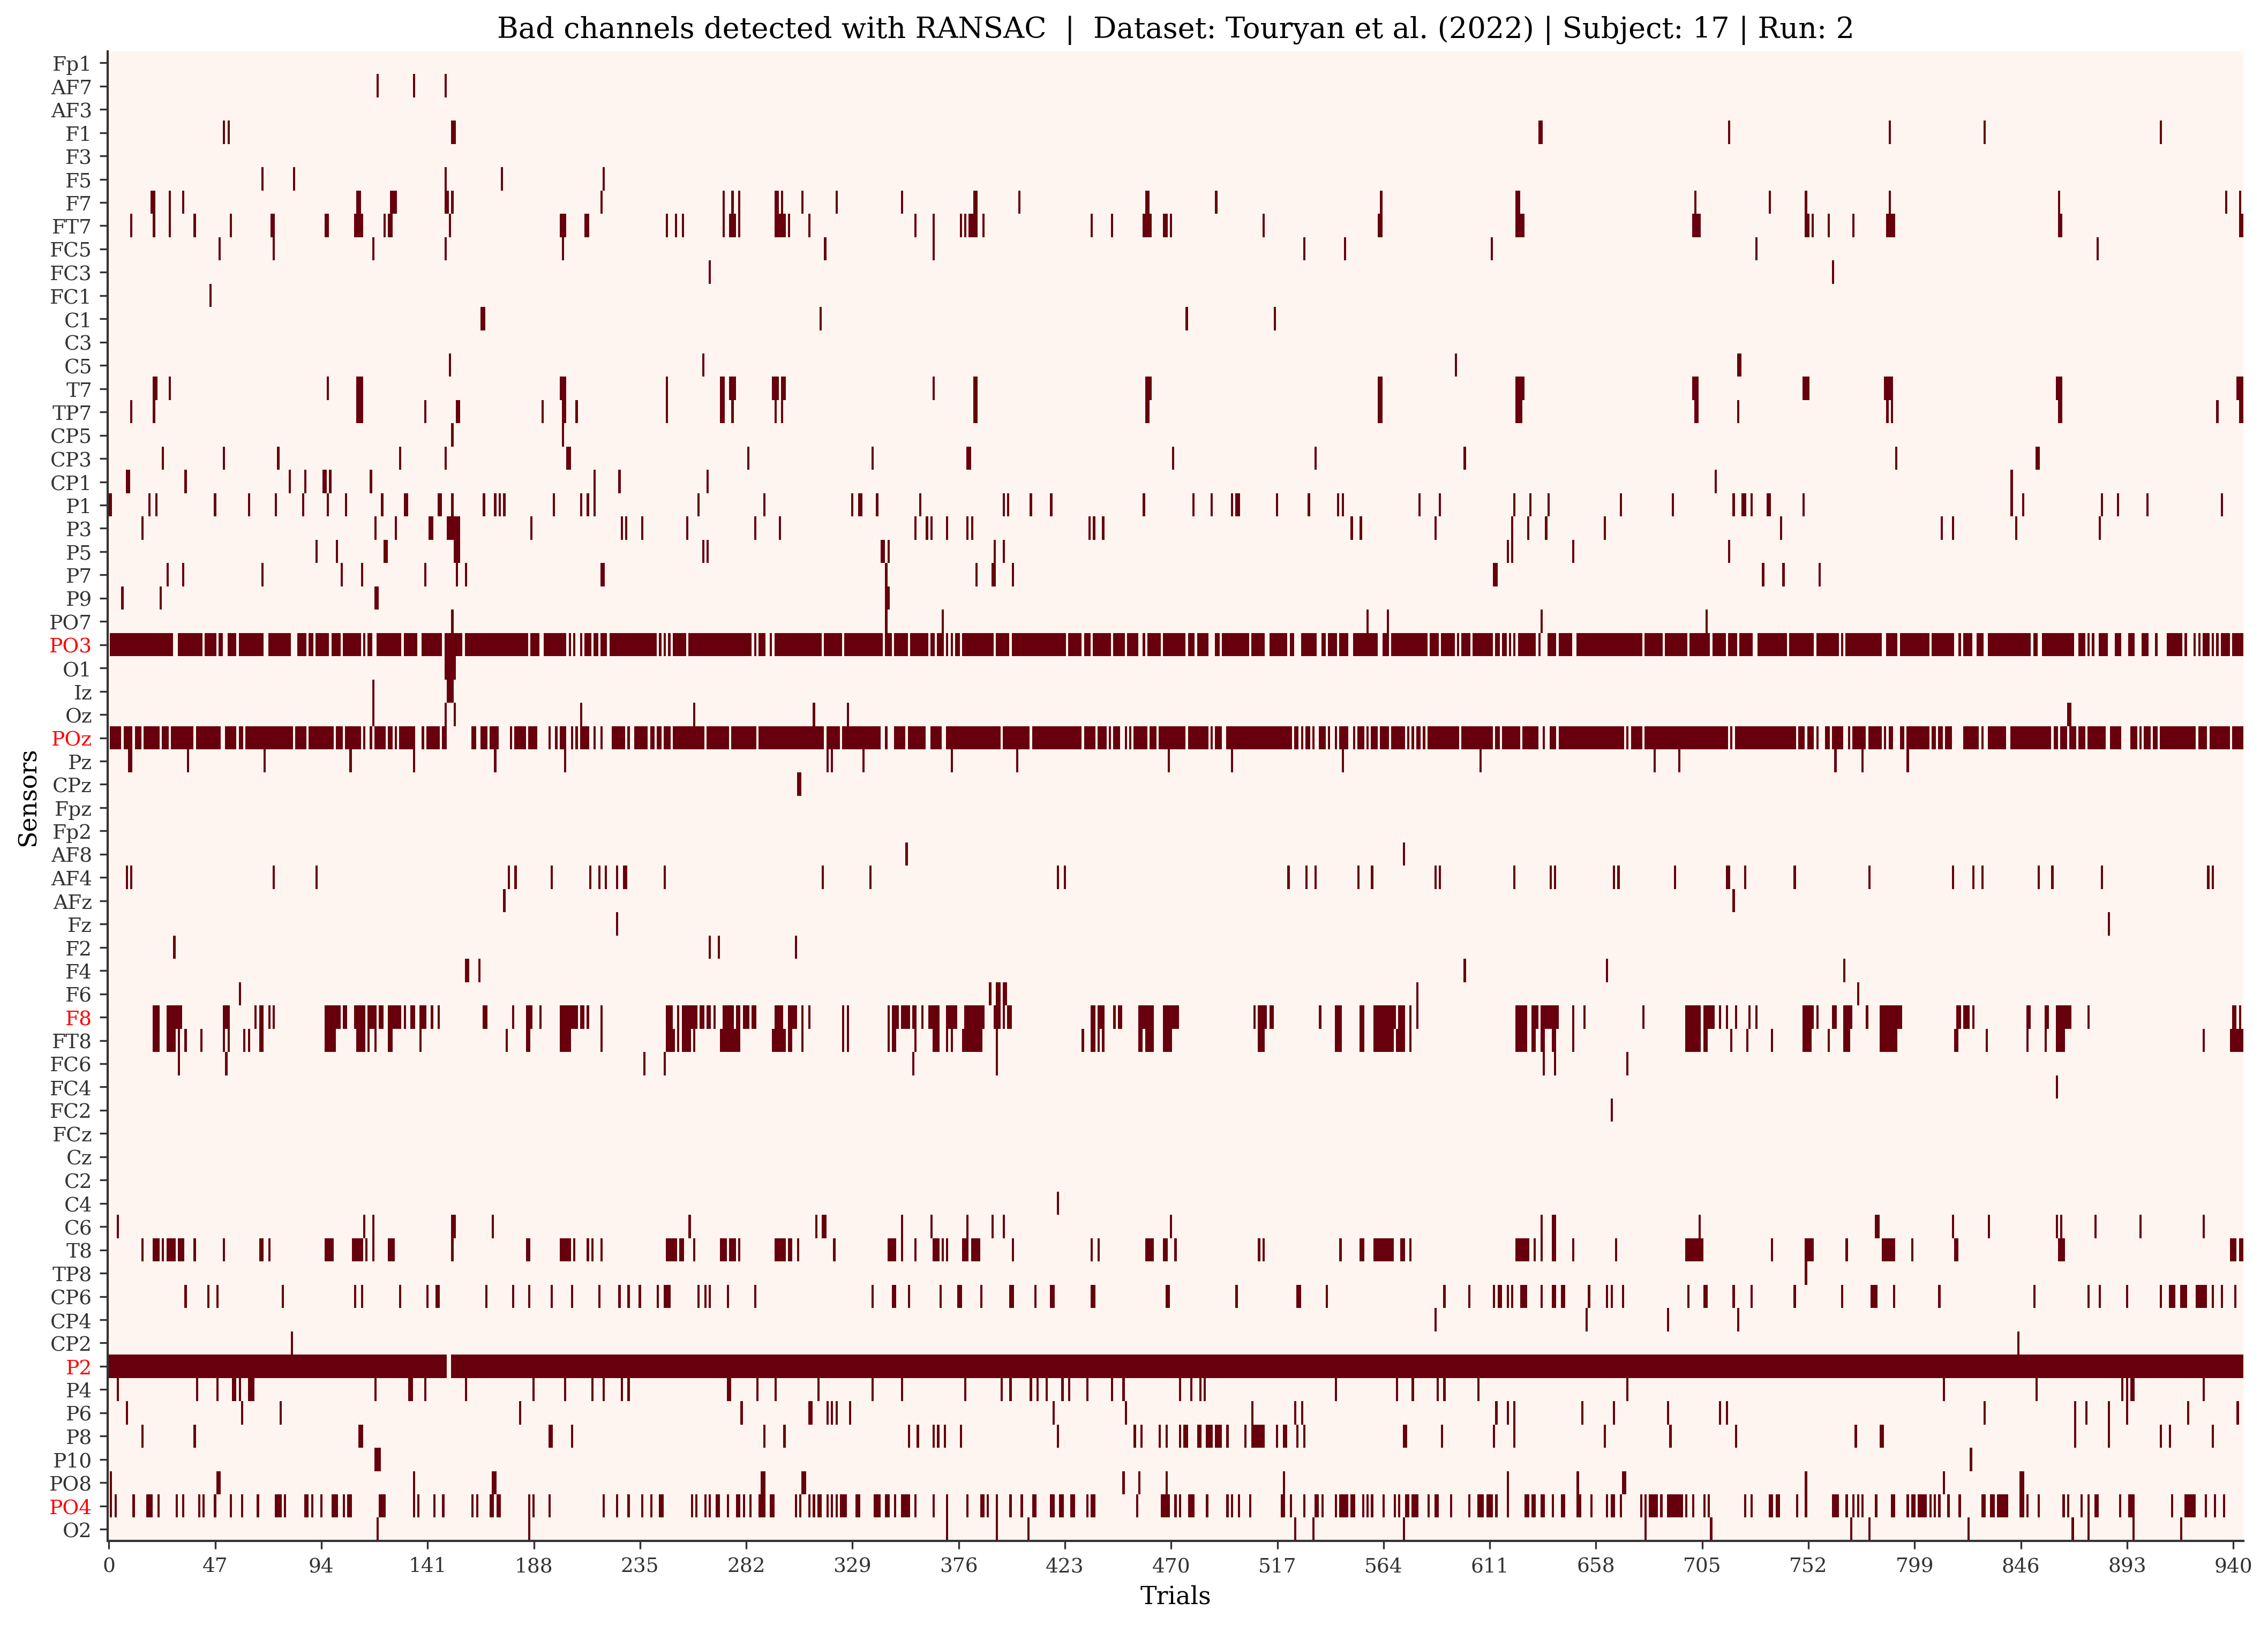 Bad channels detected with RANSAC | Dataset: Touryan et al. (2022) | Subject: 17 | Run: 2
Sensors
Fp1
AF7
AF3
F1
F3
F5
F7
FT7
FC5
FC3
FC1
C1
C3
C5
T7
TP7
CP5
CP3
CP1
P1
P3
P5
P7
P9
PO7
PO3
O1
Iz
Oz
POz
Pz
CPz
Fpz
Fp2
AF8
AF4
AFz
Fz
F2
F4
F6
F8
FT8
FC6
FC4
FC2
FCz
Cz
C2
C4
C6
T8
TP8
CP6
CP4
CP2
P2
P4
P6
P8
P10
PO8
PO4
O2
0 47 94 141 188 235 282 329 376 423 470 517 564 611 658 705 752 799 846 893 940
Trials